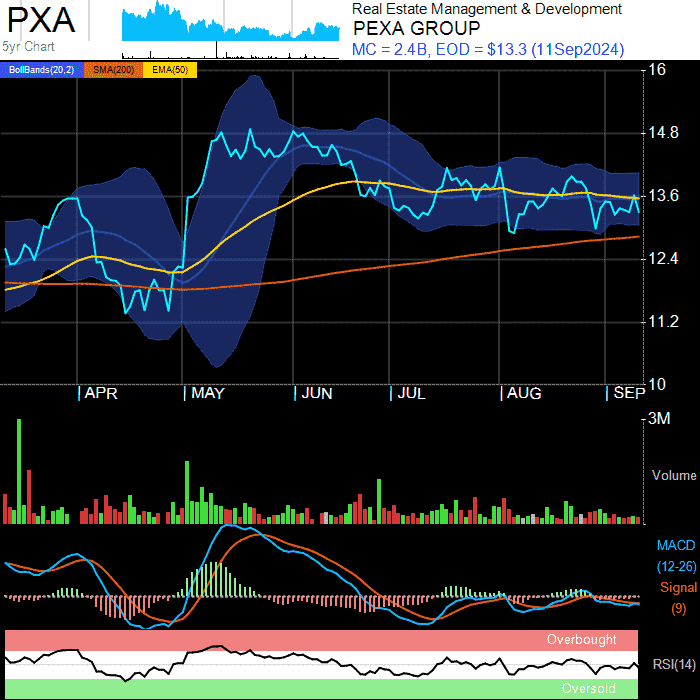 PXA
5yr Chart
Real Estate Management & Development
PEXA GROUP
MC = 2.4B, EOD = $13.3 (11Sep2024)
BollBands(20,2) SMA(200) EMA(50)
16
14.8
13.6
12.4
11.2
10
APR MAY JUN JUL AUG SEP
3M
Volume
MACD
(12-26)
Signal
(9)
Overbought
RSI(14)
Oversold